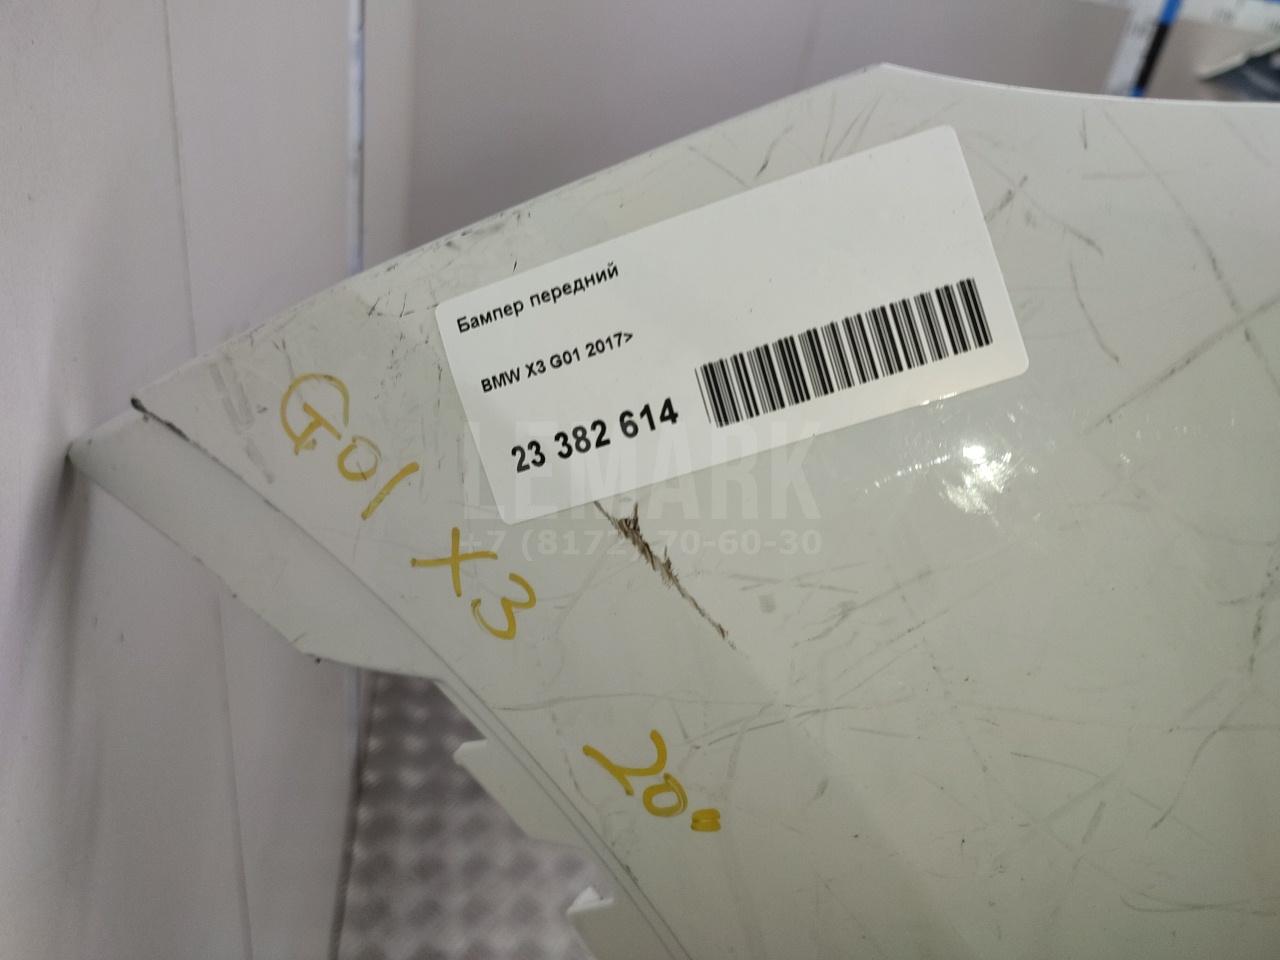 Бампер передний
BMW X3 G01 2017>
23 382 614
LEMARK
+7 (8172) 70-60-30
G01
X3
20"